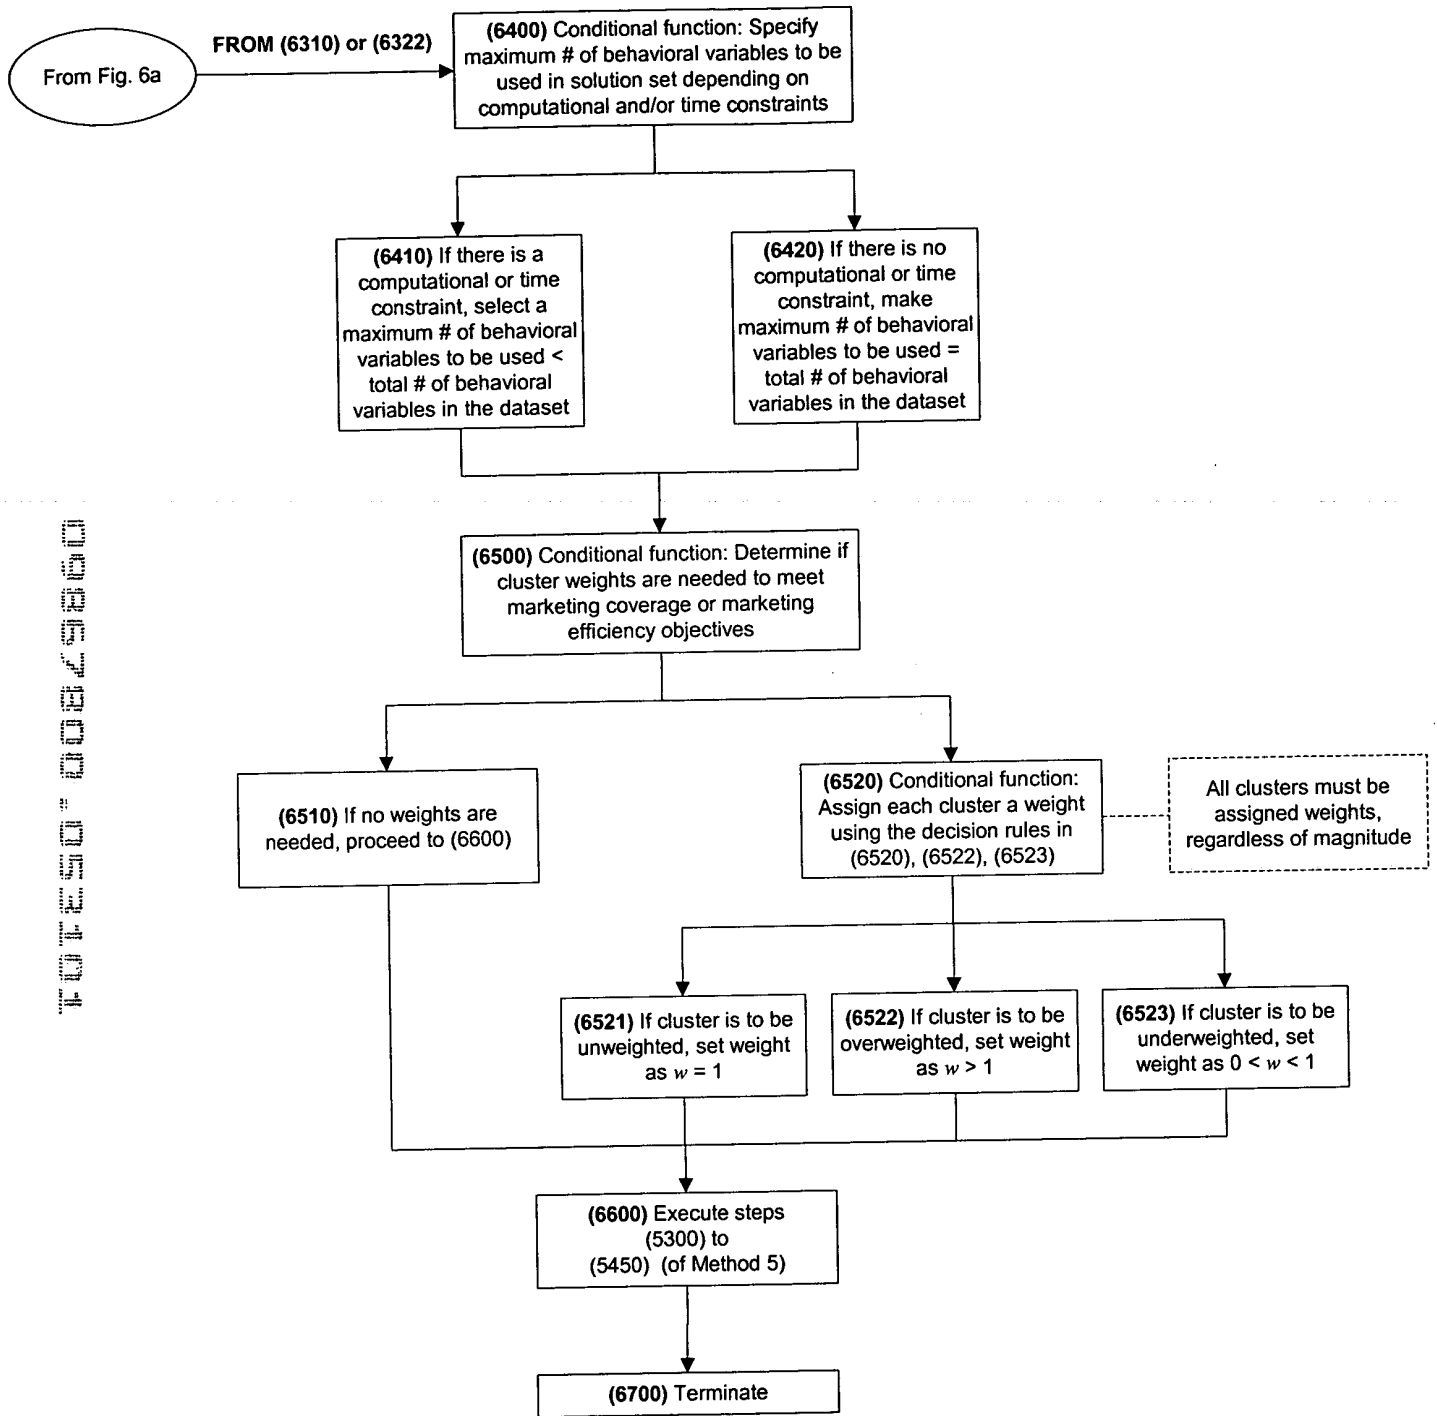 From Fig. 6a
FROM (6310) or (6322)
(6400) Conditional function: Specify
maximum # of behavioral variables to be
used in solution set depending on
computational and/or time constraints
(6410) If there is a
computational or time
constraint, select a
maximum # of behavioral
variables to be used <
total # of behavioral
variables in the dataset
(6420) If there is no
computational or time
constraint, make
maximum # of behavioral
variables to be used =
total # of behavioral
variables in the dataset
(6500) Conditional function: Determine if
cluster weights are needed to meet
marketing coverage or marketing
efficiency objectives
(6510) If no weights are
needed, proceed to (6600)
(6520) Conditional function:
Assign each cluster a weight
using the decision rules in
(6520), (6522), (6523)
All clusters must be
assigned weights,
regardless of magnitude
(6521) If cluster is to be
unweighted, set weight
as w = 1
(6522) If cluster is to be
overweighted, set weight
as w > 1
(6523) If cluster is to be
underweighted, set
weight as 0 < w < 1
(6600) Execute steps
(5300) to
(5450) (of Method 5)
(6700) Terminate
09867800.053101